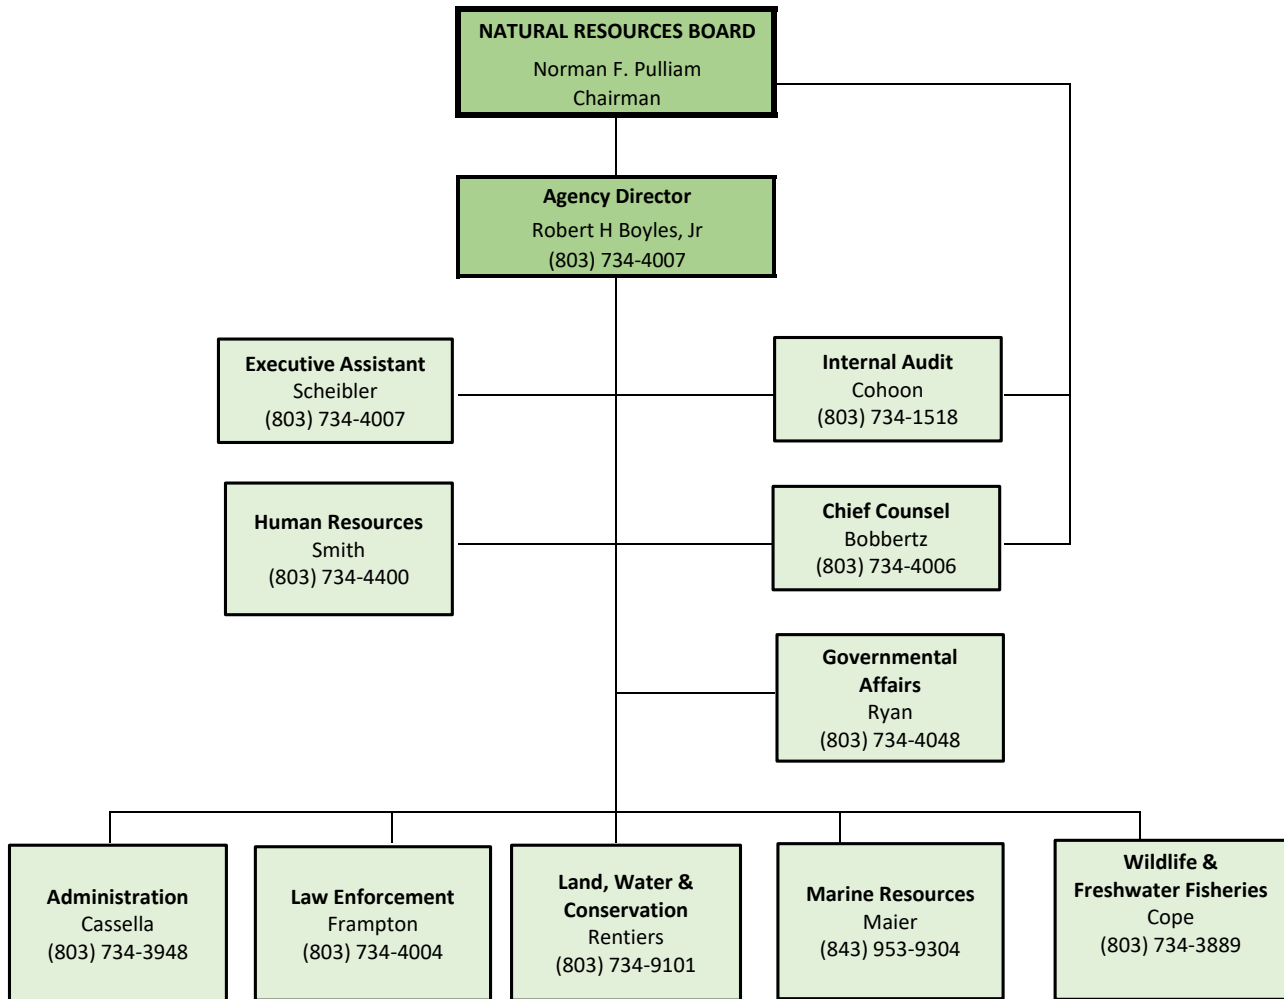 NATURAL RESOURCES BOARD
Norman F. Pulliam
Chairman
Agency Director
Robert H Boyles, Jr
(803) 734-4007
Executive Assistant
Scheibler
(803) 734-4007
Internal Audit
Cohoon
(803) 734-1518
Human Resources
Smith
(803) 734-4400
Chief Counsel
Bobbertz
(803) 734-4006
Governmental
Affairs
Ryan
(803) 734-4048
Administration
Cassella
(803) 734-3948
Law Enforcement
Frampton
(803) 734-4004
Land, Water &
Conservation
Rentiers
(803) 734-9101
Marine Resources
Maier
(843) 953-9304
Wildlife &
Freshwater Fisheries
Cope
(803) 734-3889